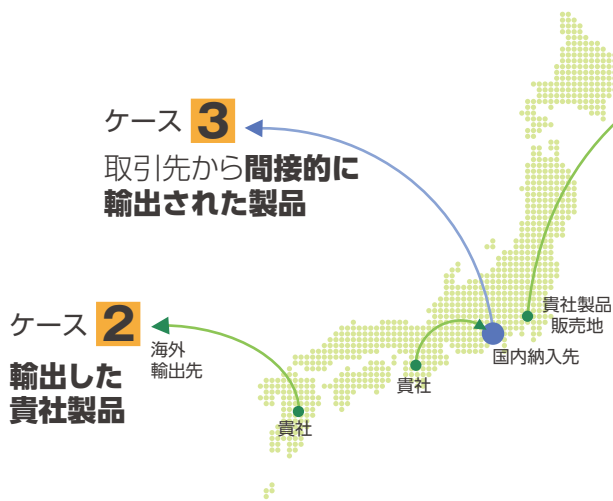 ケース 3
取引先から間接的に
輸出された製品
貴社製品
販売地
国内納入先
貴社
ケース 2
海外
輸出先
輸出した
貴社製品
貴社